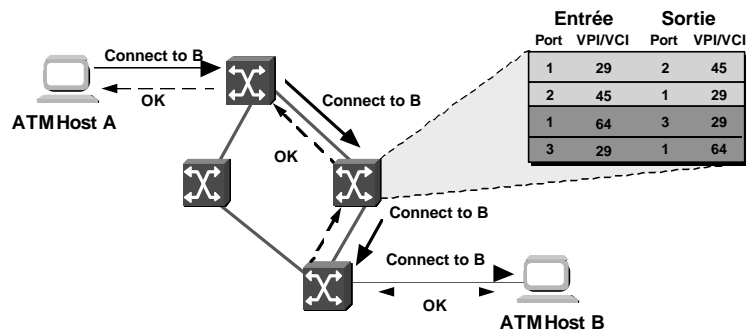 Entrée Sortie
Port VPI/VCI Port VPI/VCI
1 29 2 45
2 45 1 29
1 64 3 29
3 29 1 64
Connect to B
OK
ATM Host A
Connect to B
OK
Connect to B
Connect to B
OK
ATM Host B